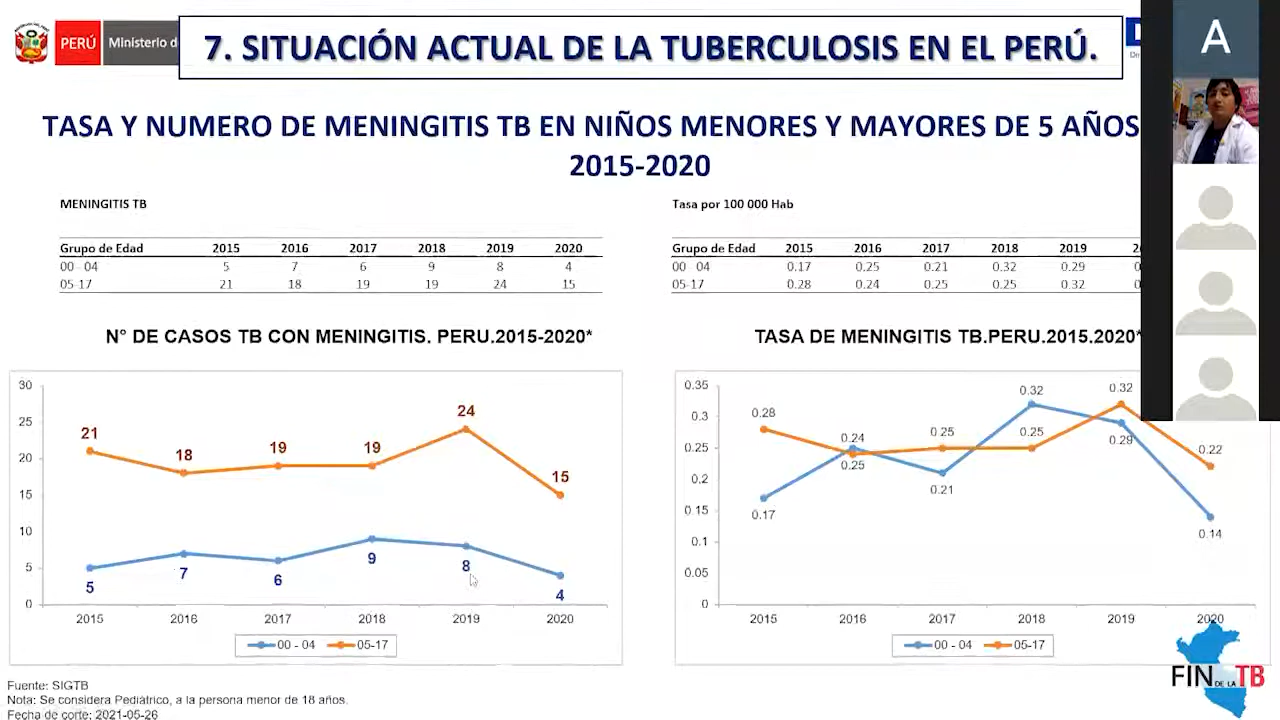 PERÚ
Ministerio d
7. SITUACIÓN ACTUAL DE LA TUBERCULOSIS EN EL PERÚ.
A
TASA Y NUMERO DE MENINGITIS TB EN NIÑOS MENORES Y MAYORES DE 5 AÑOS
2015-2020
MENINGITIS TB
Grupo de Edad 2015 2016 2017 2018 2019 2020
00 - 04 5 7 6 9 8 4
05-17 21 18 19 19 24 15
Tasa por 100 000 Hab
Grupo de Edad 2015 2016 2017 2018 2019 2
00 04 0.17 0.25 0.21 0.32 0.29 0
05-17 0.28 0.24 0.25 0.25 0.32 0
N° DE CASOS TB CON MENINGITIS. PERU.2015-2020*
30
25
20
15
10
5
0
21 18 19 19 24 15
5 7 6 9 8 4
2015 2016 2017 2018 2019 2020
00 - 04 05-17
TASA DE MENINGITIS TB.PERU.2015.2020*
0.35
0.3
0.25
0.2
0.15
0.1
0.05
0
0.28 0.24 0.25 0.32 0.32 0.22
0.17 0.25 0.21 0.25 0.29 0.14
2015 2016 2017 2018 2019 2020
00 - 04 05-17
FIN DE LA TB
Fuente: SIGTB
Nota: Se considera Pediátrico, a la persona menor de 18 años.
Fecha de corte: 2021-05-26